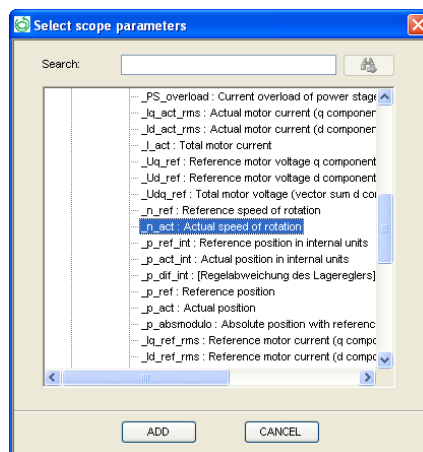 Select scope parameters
Search:
_PS_overload : Current overload of power stage
_Iq_act_rms : Actual motor current (q componen
_Id_act_rms : Actual motor current (d componen
_I_act : Total motor current
_Uq_ref : Reference motor voltage q component
_Ud_ref : Reference motor voltage d component
_Udq_ref : Total motor voltage (vector sum d co
_n_ref : Reference speed of rotation
_n_act : Actual speed of rotation
_p_ref_int : Reference position in internal units
_p_act_int : Actual position in internal units
_p_dif_int : [Regelabweichung des Lagereglers]
_p_ref : Reference position
_p_act : Actual position
_p_absmodulo : Absolute position with referenc
_Iq_ref_rms : Reference motor current (q compo
_Id_ref_rms : Reference motor current (d compo
ADD CANCEL